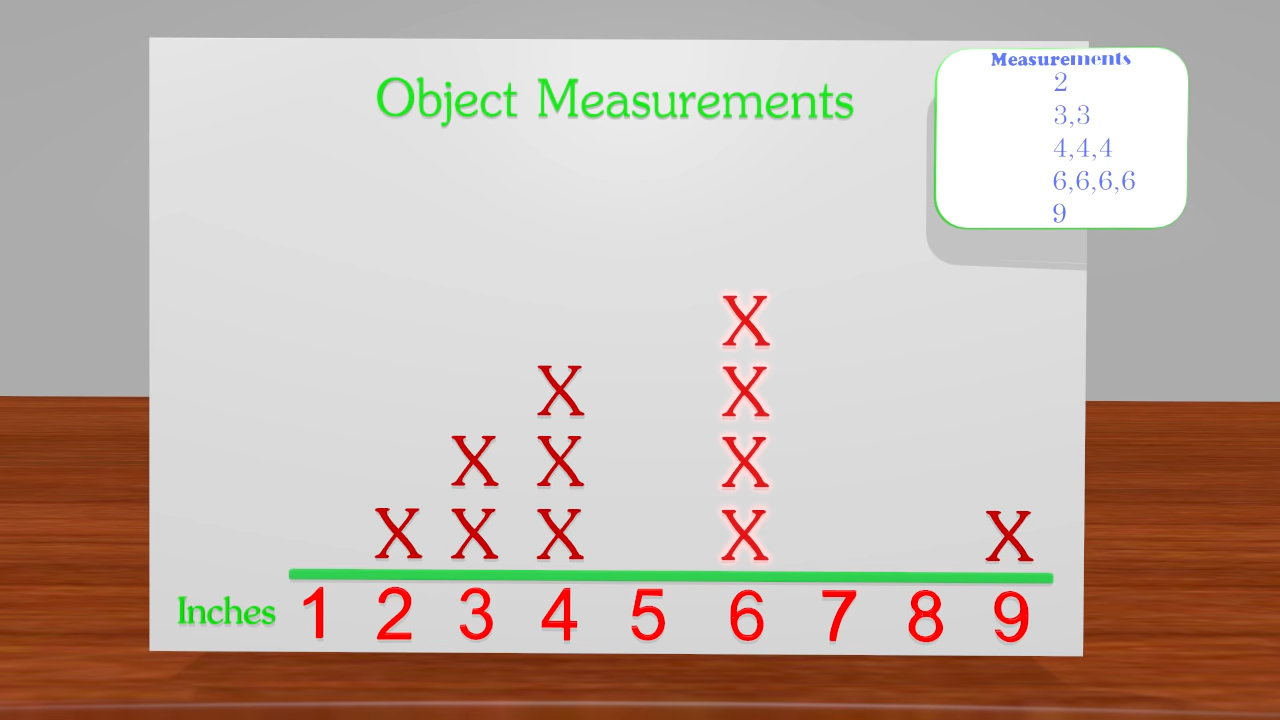 Object Measurements
Measurements
2
3,3
4,4,4
6,6,6,6
9
X
X X
X X X
X X X X X
Inches 1 2 3 4 5 6 7 8 9